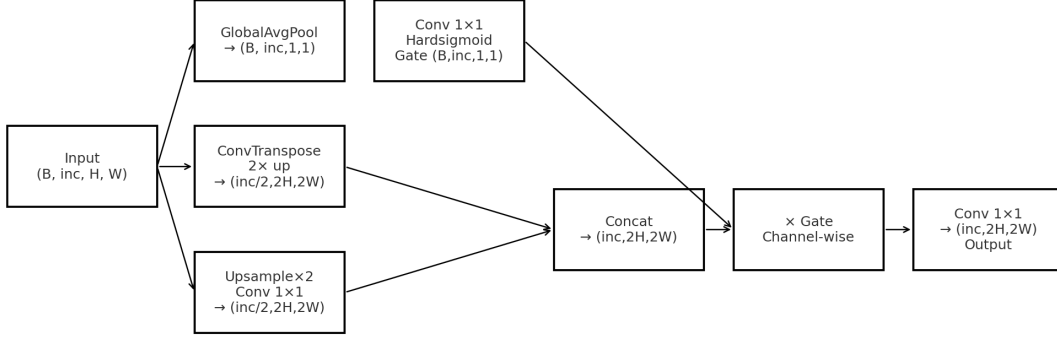 GlobalAvgPool
→ (B, inc,1,1)
Conv 1×1
Hardsigmoid
Gate (B,inc,1,1)
Input
(B, inc, H, W)
ConvTranspose
2× up
→ (inc/2,2H,2W)
Upsample×2
Conv 1×1
→ (inc/2,2H,2W)
Concat
→ (inc,2H,2W)
× Gate
Channel-wise
Conv 1×1
→ (inc,2H,2W)
Output